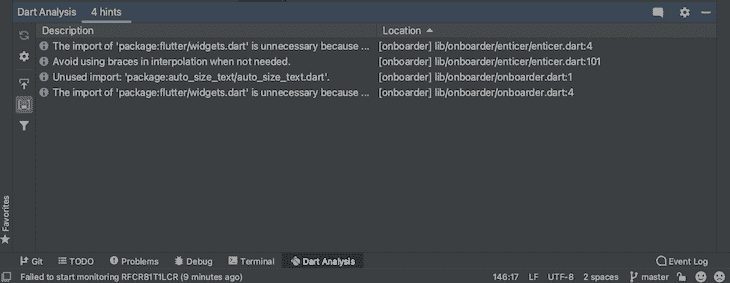 Dart Analysis 4 hints
Description Location
The import of 'package:flutter/widgets.dart' is unnecessary because ... [onboarder] lib/onboarder/enticer/enticer.dart:4
Avoid using braces in interpolation when not needed. [onboarder] lib/onboarder/enticer/enticer.dart:101
Unused import: 'package:auto_size_text/auto_size_text.dart'. [onboarder] lib/onboarder/onboarder.dart:1
The import of 'package:flutter/widgets.dart' is unnecessary because ... [onboarder] lib/onboarder/onboarder.dart:4
Favorites
Git TODO Problems Debug Terminal Dart Analysis Event Log
Failed to start monitoring RFCR81T1LCR (9 minutes ago) 146:17 LF UTF-8 2 spaces master